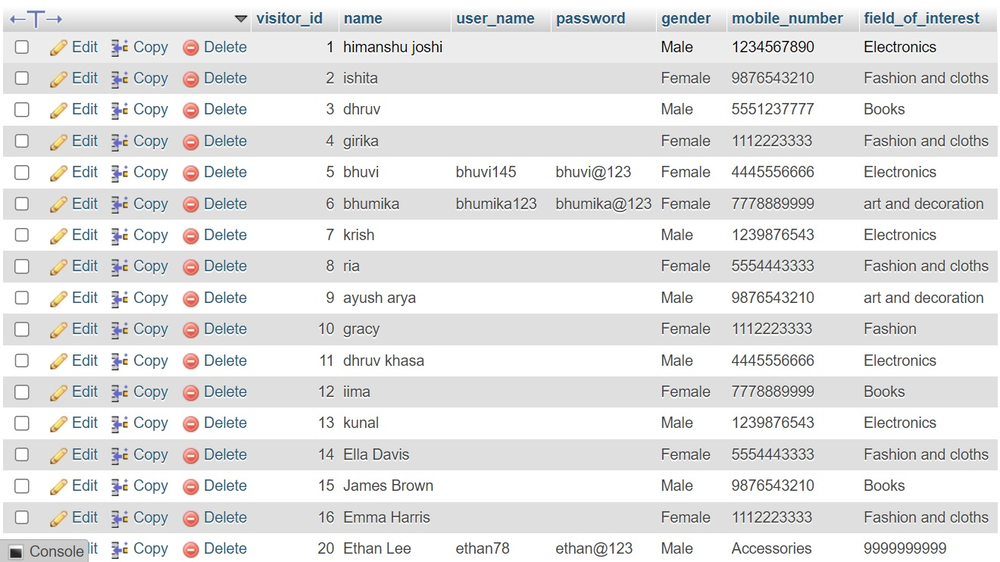 visitor_id name user_name password gender mobile_number field_of_interest
Edit Copy Delete 1 himanshu joshi Male 1234567890 Electronics
Edit Copy Delete 2 ishita Female 9876543210 Fashion and cloths
Edit Copy Delete 3 dhruv Male 5551237777 Books
Edit Copy Delete 4 girika Female 1112223333 Fashion and cloths
Edit Copy Delete 5 bhuvi bhuvi145 bhuvi@123 Female 4445556666 Electronics
Edit Copy Delete 6 bhumika bhumika123 bhumika@123 Female 7778889999 art and decoration
Edit Copy Delete 7 krish Male 1239876543 Electronics
Edit Copy Delete 8 ria Female 5554443333 Fashion and cloths
Edit Copy Delete 9 ayush arya Male 9876543210 art and decoration
Edit Copy Delete 10 gracy Female 1112223333 Fashion
Edit Copy Delete 11 dhruv khasa Male 4445556666 Electronics
Edit Copy Delete 12 iima Female 7778889999 Books
Edit Copy Delete 13 kunal Male 1239876543 Electronics
Edit Copy Delete 14 Ella Davis Female 5554443333 Fashion and cloths
Edit Copy Delete 15 James Brown Male 9876543210 Books
Edit Copy Delete 16 Emma Harris Female 1112223333 Fashion and cloths
Console Copy Delete 20 Ethan Lee ethan78 ethan@123 Male Accessories 9999999999